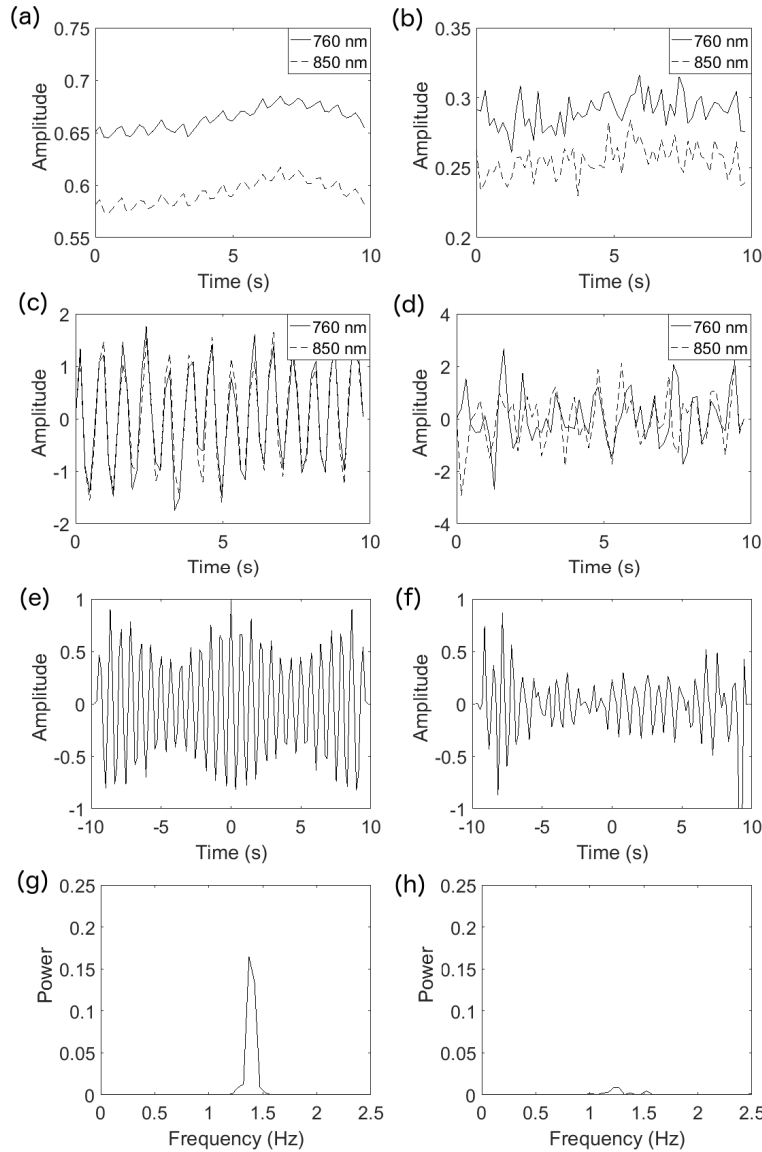 (a)
0.75
0.7
0.65
0.6
0.55
Amplitude
760 nm
850 nm
0
5
10
Time (s)
(b)
0.35
0.3
0.25
0.2
Amplitude
760 nm
850 nm
0
5
10
Time (s)
(c)
2
1
0
-1
-2
Amplitude
760 nm
850 nm
0
5
10
Time (s)
(d)
4
2
0
-2
-4
Amplitude
760 nm
850 nm
0
5
10
Time (s)
(e)
1
0.5
0
-0.5
-1
Amplitude
-10
-5
0
5
10
Time (s)
(f)
1
0.5
0
-0.5
-1
Amplitude
-10
-5
0
5
10
Time (s)
(g)
0.25
0.2
0.15
0.1
0.05
0
Power
0
0.5
1
1.5
2
2.5
Frequency (Hz)
(h)
0.25
0.2
0.15
0.1
0.05
0
Power
0
0.5
1
1.5
2
2.5
Frequency (Hz)